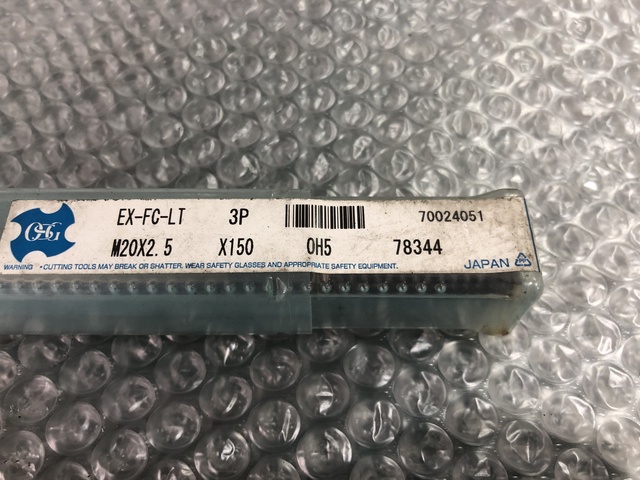 OSG
EX-FC-LT 3P 70024051
M20X2.5 X150 OH5 78344
WARNING • CUTTING TOOLS MAY BREAK OR SHATTER. WEAR SAFETY GLASSES AND APPROPRIATE SAFETY EQUIPMENT. JAPAN